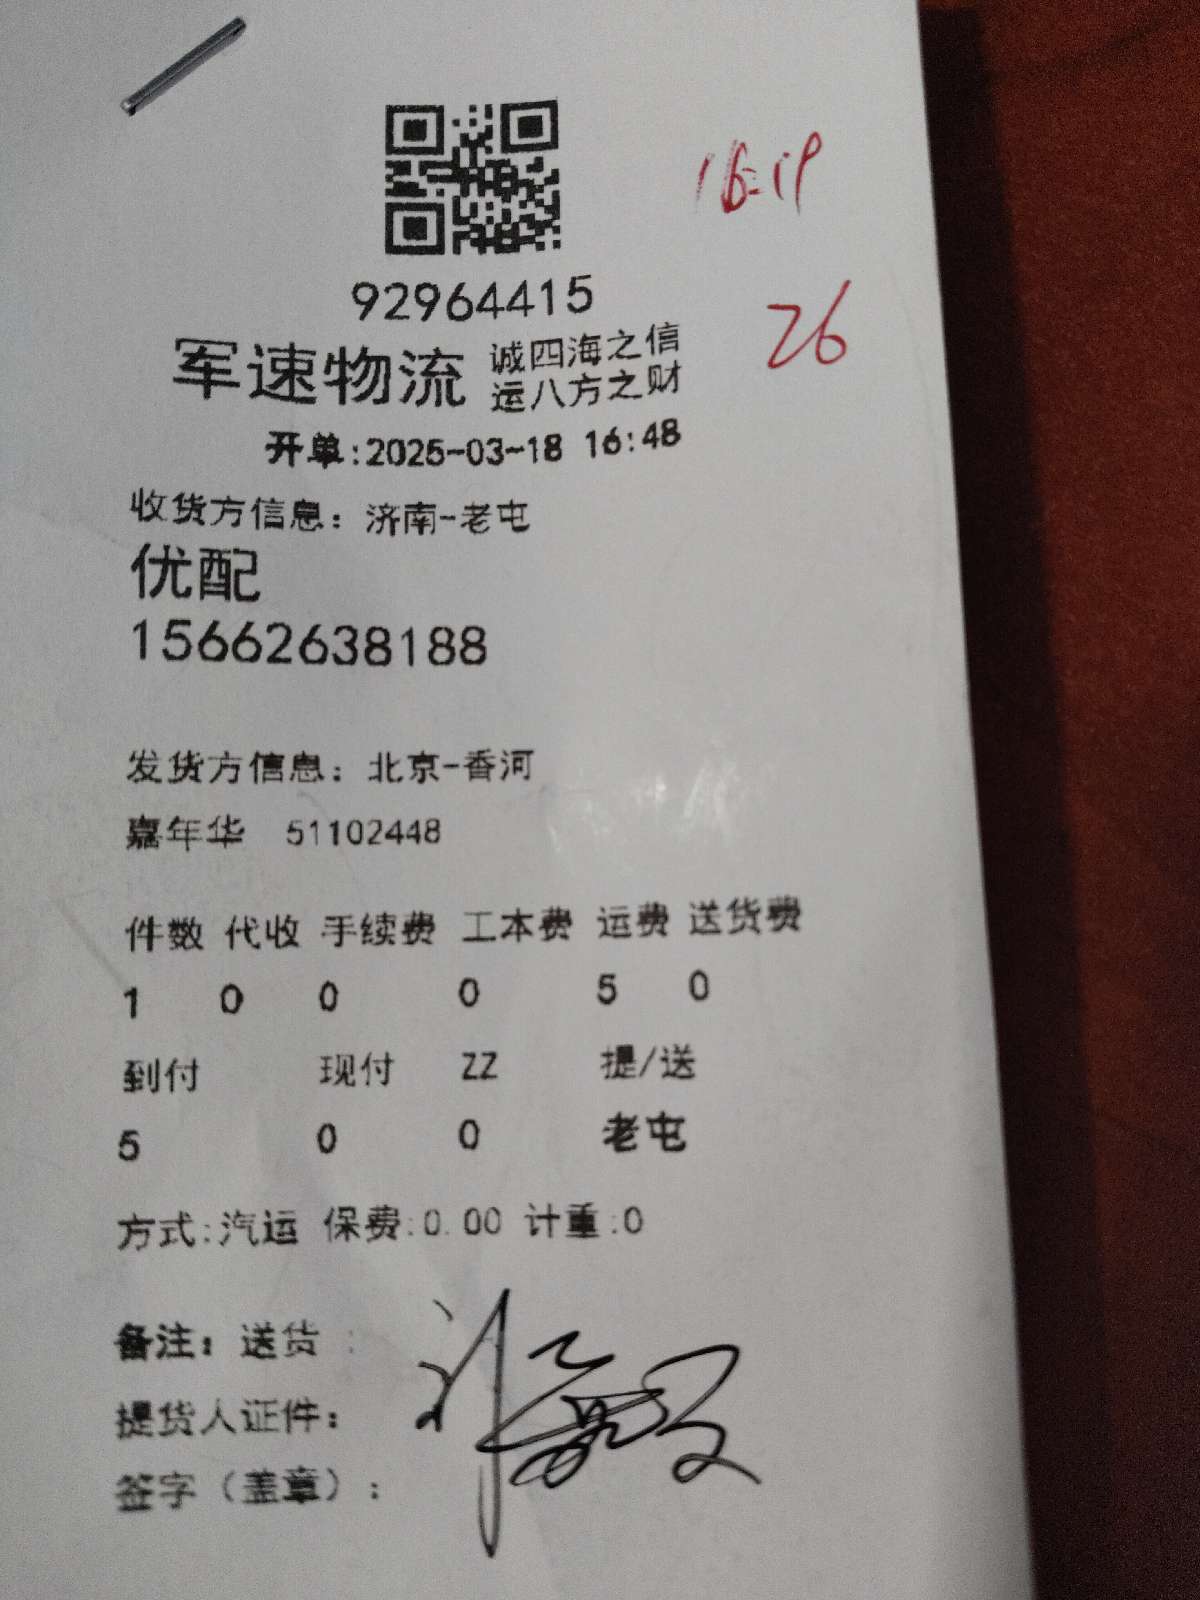 16:19
92964415
26
军速物流 诚四海之信
运八方之财
开单:2025-03-18 16:48
收货方信息：济南-老屯
优配
15662638188
发货方信息：北京-香河
嘉年华 51102448
件数 代收 手续费 工本费 运费 送货费
1 0 0 0 5 0
到付 现付 ZZ 提/送
5 0 0 老屯
方式:汽运 保费:0.00 计重:0
备注：送货 :
提货人证件：
签字（盖章）：